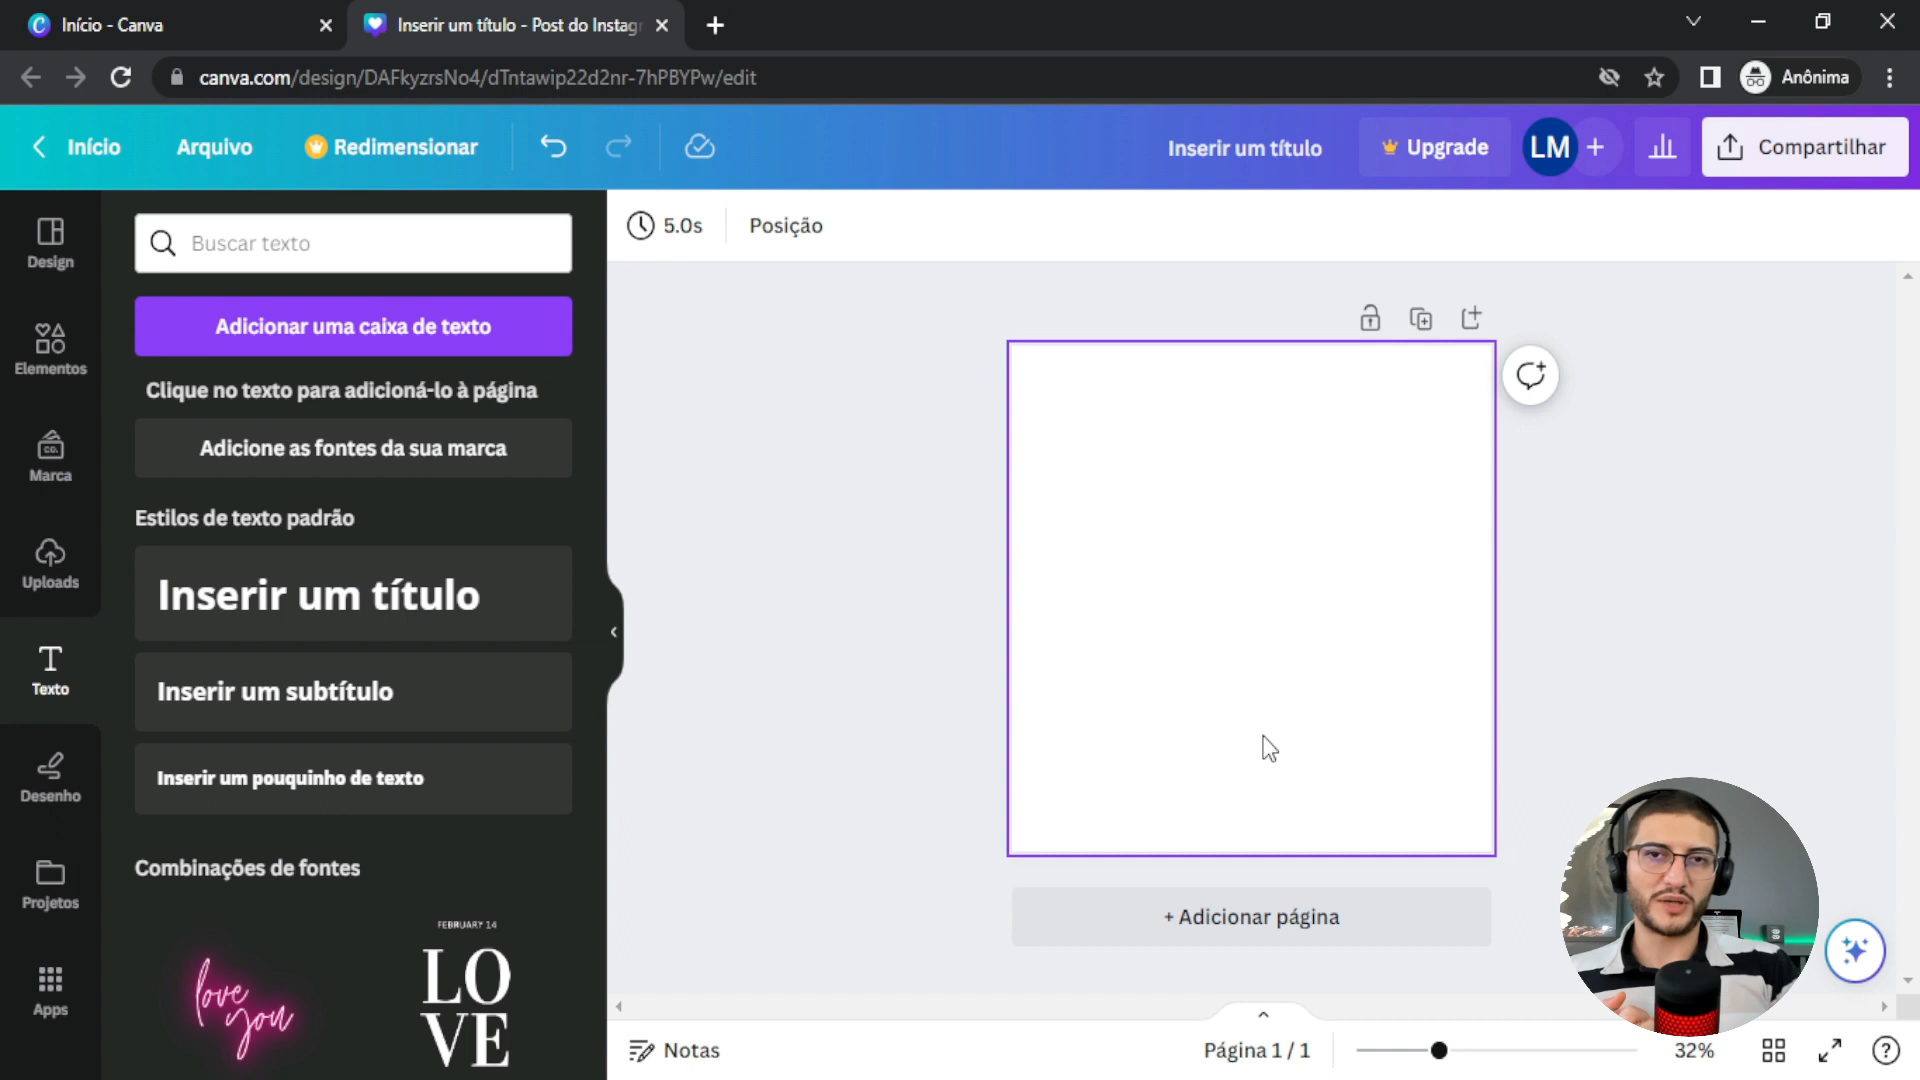 Início - Canva
Inserir um título - Post do Instag
canva.com/design/DAFkyzrsNo4/dTntawip22d2nr-7hPBYPw/edit
Anônima
Início
Arquivo
Redimensionar
Inserir um título
Upgrade
LM
Compartilhar
Design
Elementos
CO.
Marca
Uploads
Texto
Desenho
Projetos
Apps
Buscar texto
Adicionar uma caixa de texto
Clique no texto para adicioná-lo à página
Adicione as fontes da sua marca
Estilos de texto padrão
Inserir um título
Inserir um subtítulo
Inserir um pouquinho de texto
Combinações de fontes
love
you
FEBRUARY 14
LO
VE
5.0s
Posição
+ Adicionar página
Notas
Página 1 / 1
32%